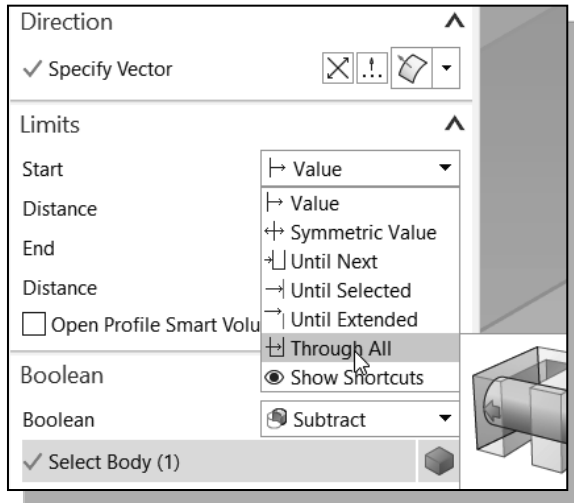 Direction
Specify Vector
Limits
Start Value
Distance Value
Symmetric Value
End Until Next
Distance Until Selected
Open Profile Smart Volu Until Extended
Through All
Boolean Show Shortcuts
Boolean Subtract
Select Body (1)